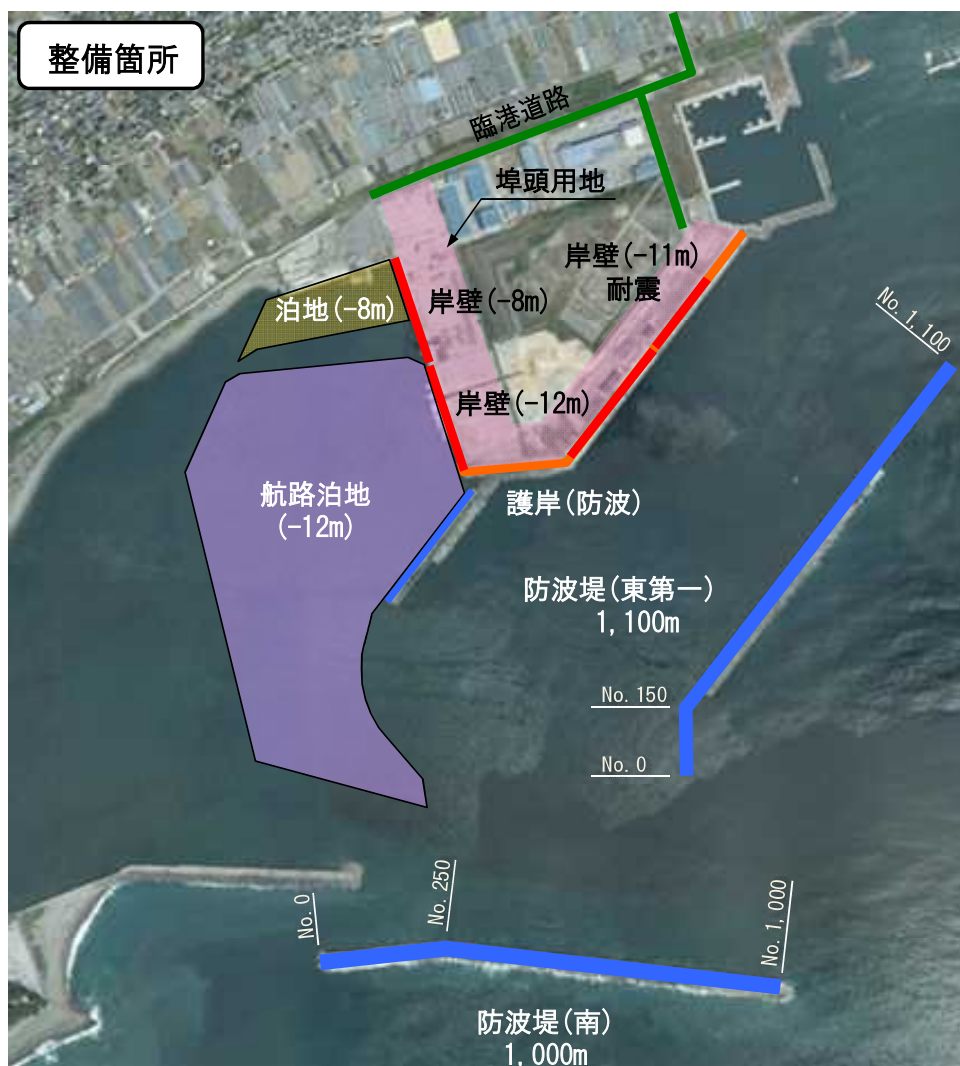 整備箇所
臨港道路
埠頭用地
岸壁(-11m)
耐震
泊地(-8m)
岸壁(-8m)
No.1,100
岸壁(-12m)
航路泊地
(-12m)
護岸(防波)
防波堤(東第一)
1,100m
No.150
No.0
No.0
No.250
No.1,000
防波堤(南)
1,000m